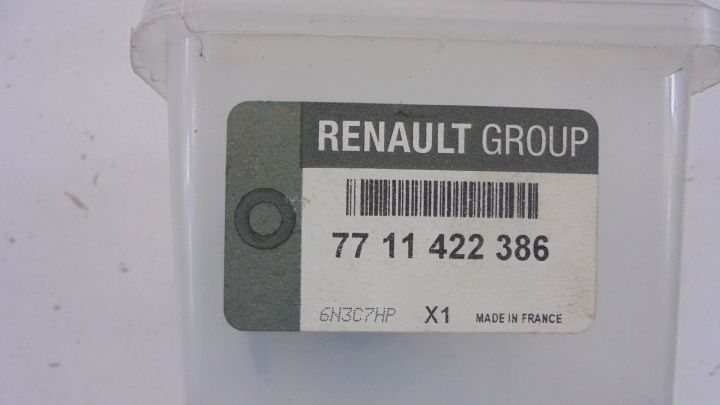 RENAULT GROUP
77 11 422 386
6N3C7HP X1 MADE IN FRANCE